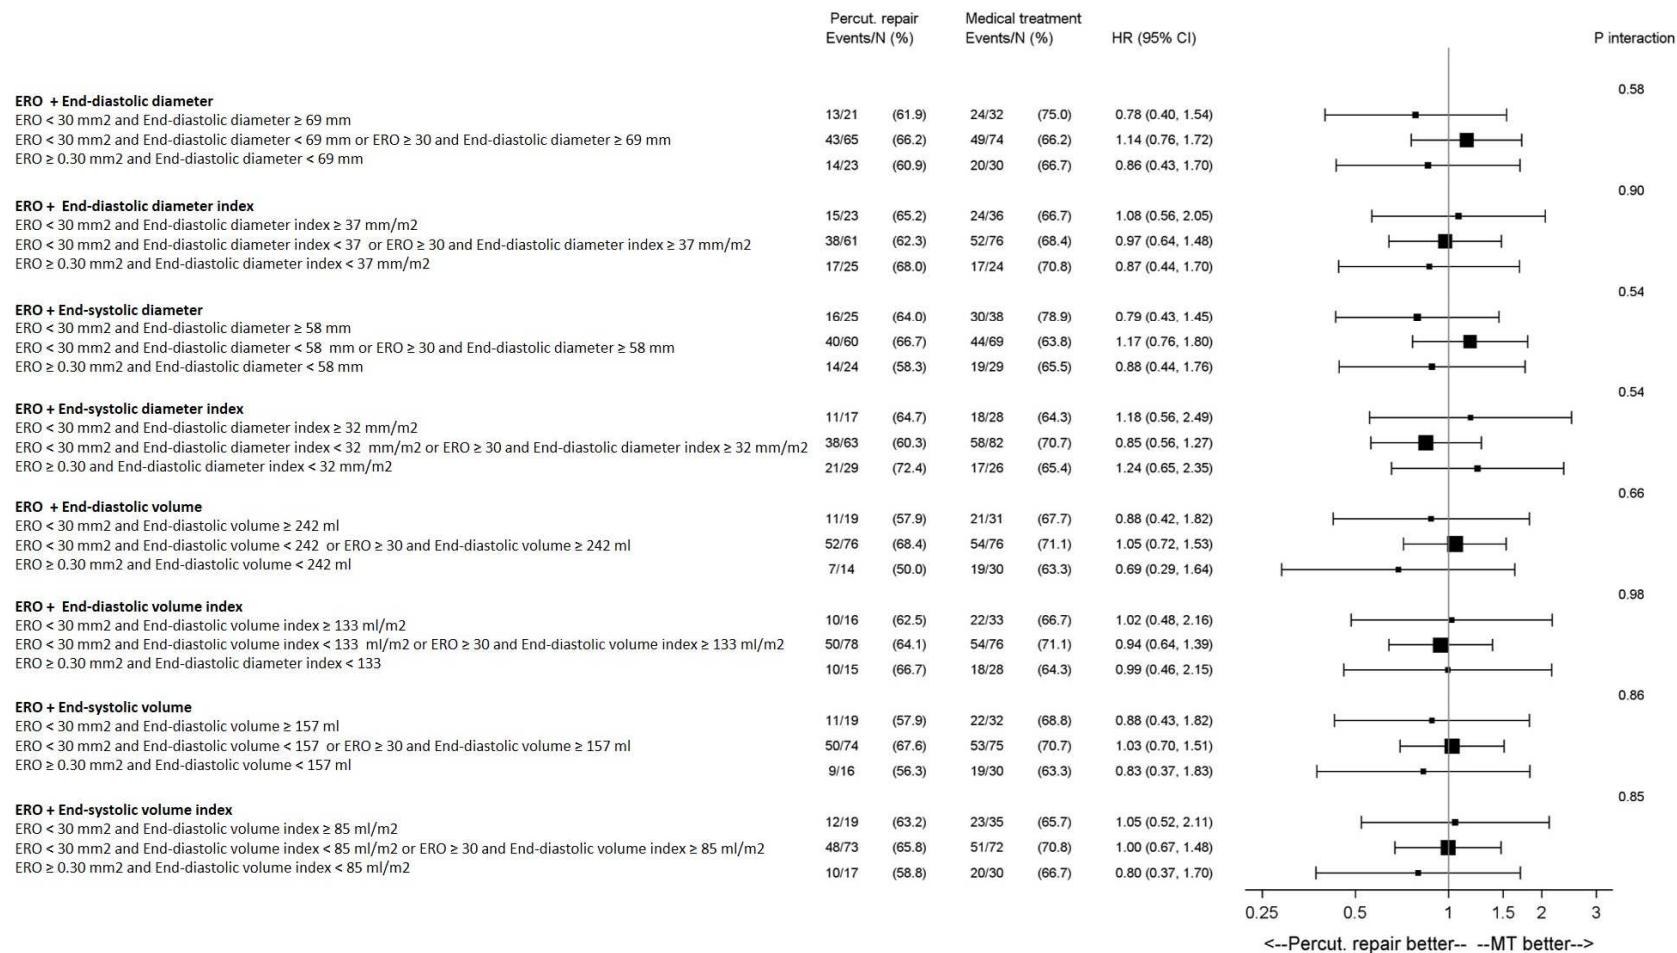 Percut. repair Medical treatment
Events/N (%) Events/N (%) HR (95% CI) P interaction
0.58
ERO + End-diastolic diameter
ERO < 30 mm2 and End-diastolic diameter ≥ 69 mm 13/21 (61.9) 24/32 (75.0) 0.78 (0.40, 1.54)
ERO < 30 mm2 and End-diastolic diameter < 69 mm or ERO ≥ 30 and End-diastolic diameter ≥ 69 mm 43/65 (66.2) 49/74 (66.2) 1.14 (0.76, 1.72)
ERO ≥ 0.30 mm2 and End-diastolic diameter < 69 mm 14/23 (60.9) 20/30 (66.7) 0.86 (0.43, 1.70)
0.90
ERO + End-diastolic diameter index
ERO < 30 mm2 and End-diastolic diameter index ≥ 37 mm/m2 15/23 (65.2) 24/36 (66.7) 1.08 (0.56, 2.05)
ERO < 30 mm2 and End-diastolic diameter index < 37 or ERO ≥ 30 and End-diastolic diameter index ≥ 37 mm/m2 38/61 (62.3) 52/76 (68.4) 0.97 (0.64, 1.48)
ERO ≥ 0.30 mm2 and End-diastolic diameter index < 37 mm/m2 17/25 (68.0) 17/24 (70.8) 0.87 (0.44, 1.70)
0.54
ERO + End-systolic diameter
ERO < 30 mm2 and End-diastolic diameter ≥ 58 mm 16/25 (64.0) 30/38 (78.9) 0.79 (0.43, 1.45)
ERO < 30 mm2 and End-diastolic diameter < 58 mm or ERO ≥ 30 and End-diastolic diameter ≥ 58 mm 40/60 (66.7) 44/69 (63.8) 1.17 (0.76, 1.80)
ERO ≥ 0.30 mm2 and End-diastolic diameter < 58 mm 14/24 (58.3) 19/29 (65.5) 0.88 (0.44, 1.76)
0.54
ERO + End-systolic diameter index
ERO < 30 mm2 and End-diastolic diameter index ≥ 32 mm/m2 11/17 (64.7) 18/28 (64.3) 1.18 (0.56, 2.49)
ERO < 30 mm2 and End-diastolic diameter index < 32 mm/m2 or ERO ≥ 30 and End-diastolic diameter index ≥ 32 mm/m2 38/63 (60.3) 58/82 (70.7) 0.85 (0.56, 1.27)
ERO ≥ 0.30 and End-diastolic diameter index < 32 mm/m2 21/29 (72.4) 17/26 (65.4) 1.24 (0.65, 2.35)
0.66
ERO + End-diastolic volume
ERO < 30 mm2 and End-diastolic volume ≥ 242 ml 11/19 (57.9) 21/31 (67.7) 0.88 (0.42, 1.82)
ERO < 30 mm2 and End-diastolic volume < 242 or ERO ≥ 30 and End-diastolic volume ≥ 242 ml 52/76 (68.4) 54/76 (71.1) 1.05 (0.72, 1.53)
ERO ≥ 0.30 mm2 and End-diastolic volume < 242 ml 7/14 (50.0) 19/30 (63.3) 0.69 (0.29, 1.64)
0.98
ERO + End-diastolic volume index
ERO < 30 mm2 and End-diastolic volume index ≥ 133 ml/m2 10/16 (62.5) 22/33 (66.7) 1.02 (0.48, 2.16)
ERO < 30 mm2 and End-diastolic volume index < 133 ml/m2 or ERO ≥ 30 and End-diastolic volume index ≥ 133 ml/m2 50/78 (64.1) 54/76 (71.1) 0.94 (0.64, 1.39)
ERO ≥ 0.30 mm2 and End-diastolic diameter index < 133 10/15 (66.7) 18/28 (64.3) 0.99 (0.46, 2.15)
0.86
ERO + End-systolic volume
ERO < 30 mm2 and End-diastolic volume ≥ 157 ml 11/19 (57.9) 22/32 (68.8) 0.88 (0.43, 1.82)
ERO < 30 mm2 and End-diastolic volume < 157 or ERO ≥ 30 and End-diastolic volume ≥ 157 ml 50/74 (67.6) 53/75 (70.7) 1.03 (0.70, 1.51)
ERO ≥ 0.30 mm2 and End-diastolic volume < 157 ml 9/16 (56.3) 19/30 (63.3) 0.83 (0.37, 1.83)
0.85
ERO + End-systolic volume index
ERO < 30 mm2 and End-diastolic volume index ≥ 85 ml/m2 12/19 (63.2) 23/35 (65.7) 1.05 (0.52, 2.11)
ERO < 30 mm2 and End-diastolic volume index < 85 ml/m2 or ERO ≥ 30 and End-diastolic volume index ≥ 85 ml/m2 48/73 (65.8) 51/72 (70.8) 1.00 (0.67, 1.48)
ERO ≥ 0.30 mm2 and End-diastolic volume index < 85 ml/m2 10/17 (58.8) 20/30 (66.7) 0.80 (0.37, 1.70)
0.25 0.5 1 1.5 2 3
<--Percut. repair better-- --MT better-->